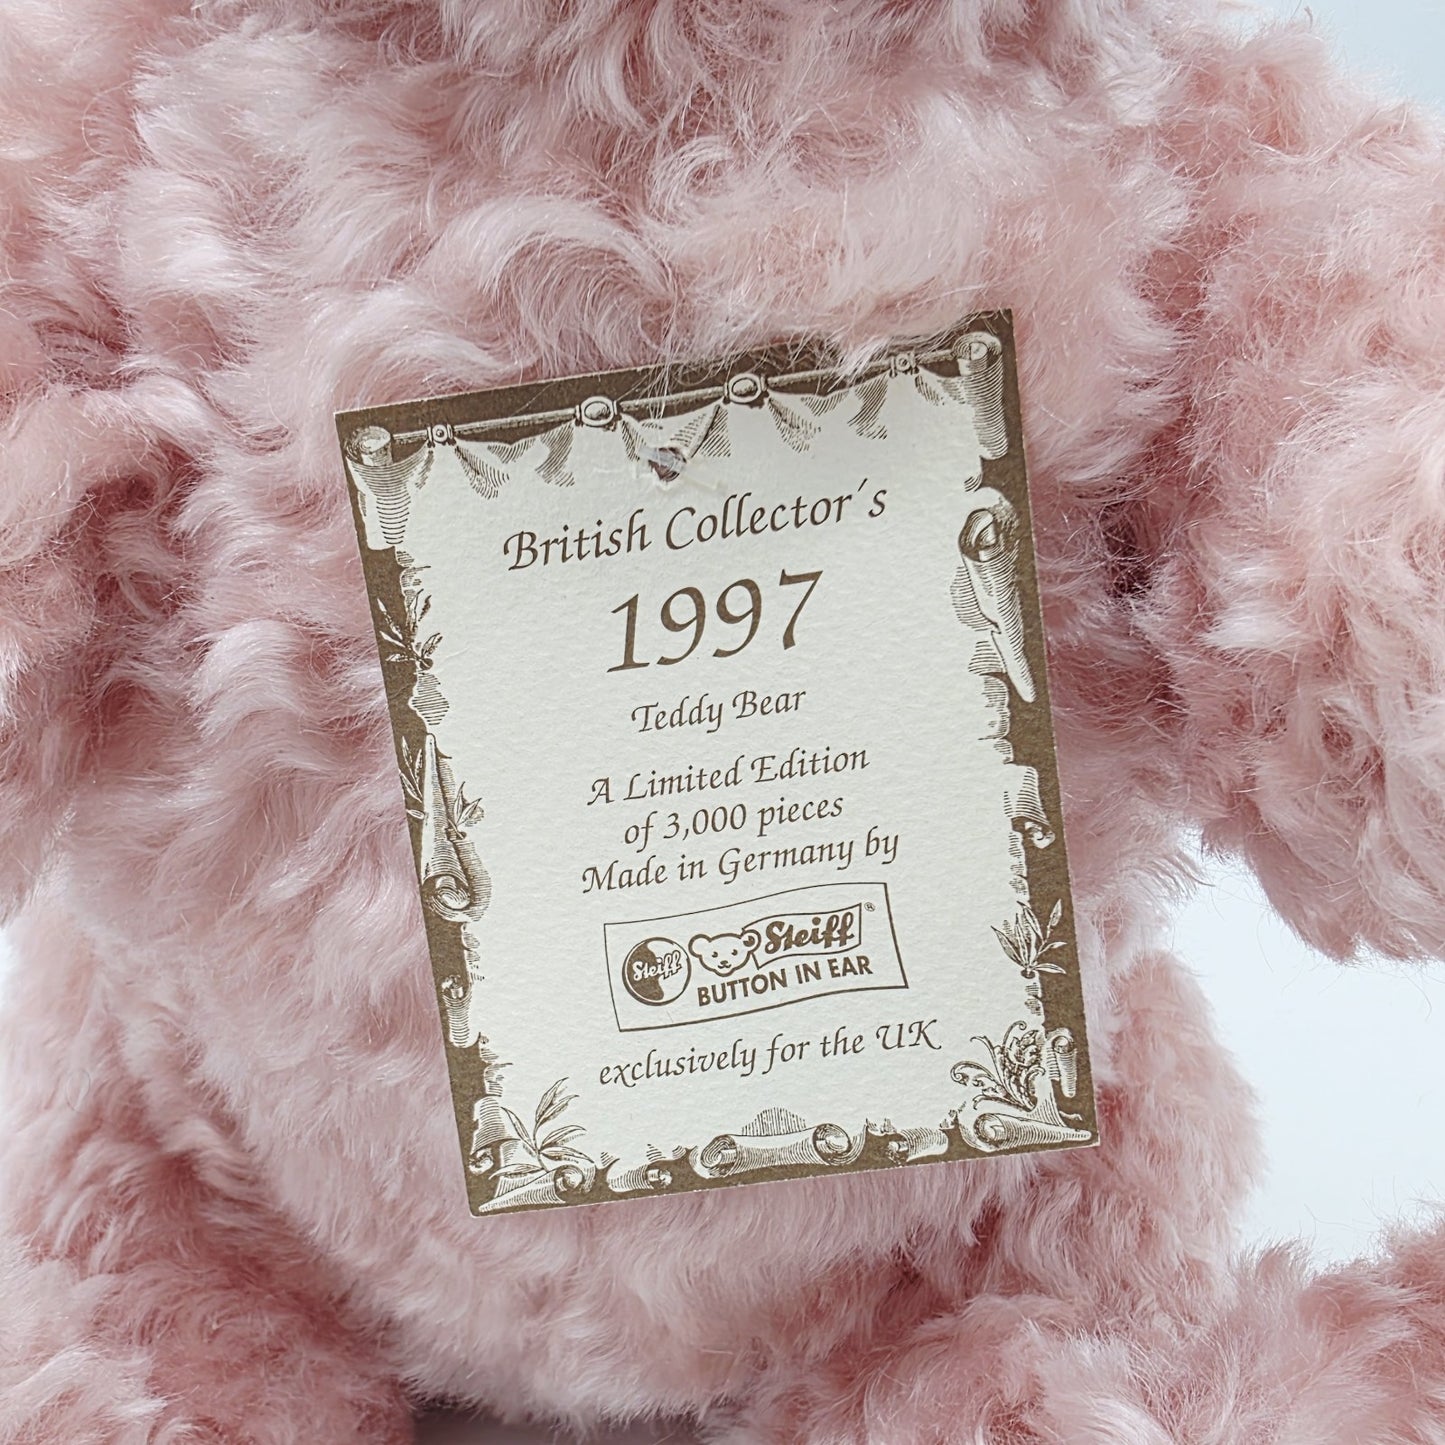 British Collector´s
1997
Teddy Bear
A Limited Edition
of 3,000 pieces
Made in Germany by
Steiff
Steiff®
BUTTON IN EAR
exclusively for the UK